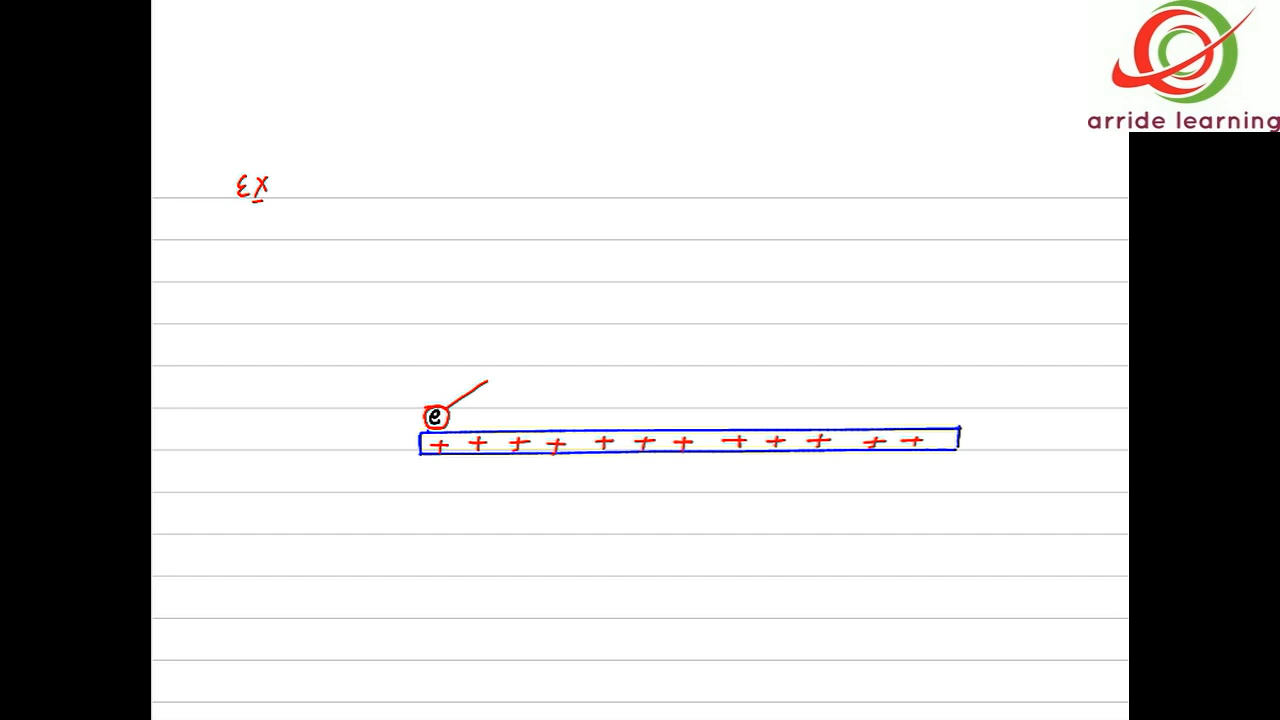 arride learning
Ex
e
+ + + + + + + + + + + +